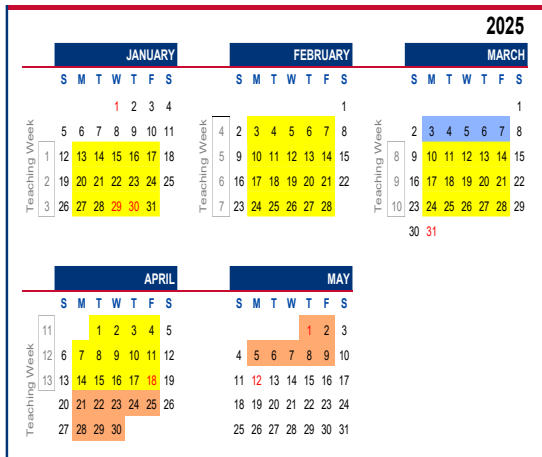 2025
JANUARY
S M T W T F S
1 2 3 4
5 6 7 8 9 10 11
1 12 13 14 15 16 17 18
2 19 20 21 22 23 24 25
3 26 27 28 29 30 31
Teaching Week
FEBRUARY
S M T W T F S
1
4 2 3 4 5 6 7 8
5 9 10 11 12 13 14 15
6 16 17 18 19 20 21 22
7 23 24 25 26 27 28
Teaching Week
MARCH
S M T W T F S
1
2 3 4 5 6 7 8
8 9 10 11 12 13 14 15
9 16 17 18 19 20 21 22
10 23 24 25 26 27 28 29
30 31
Teaching Week
APRIL
S M T W T F S
11 1 2 3 4 5
12 6 7 8 9 10 11 12
13 13 14 15 16 17 18 19
20 21 22 23 24 25 26
27 28 29 30
Teaching Week
MAY
S M T W T F S
1 2 3
4 5 6 7 8 9 10
11 12 13 14 15 16 17
18 19 20 21 22 23 24
25 26 27 28 29 30 31